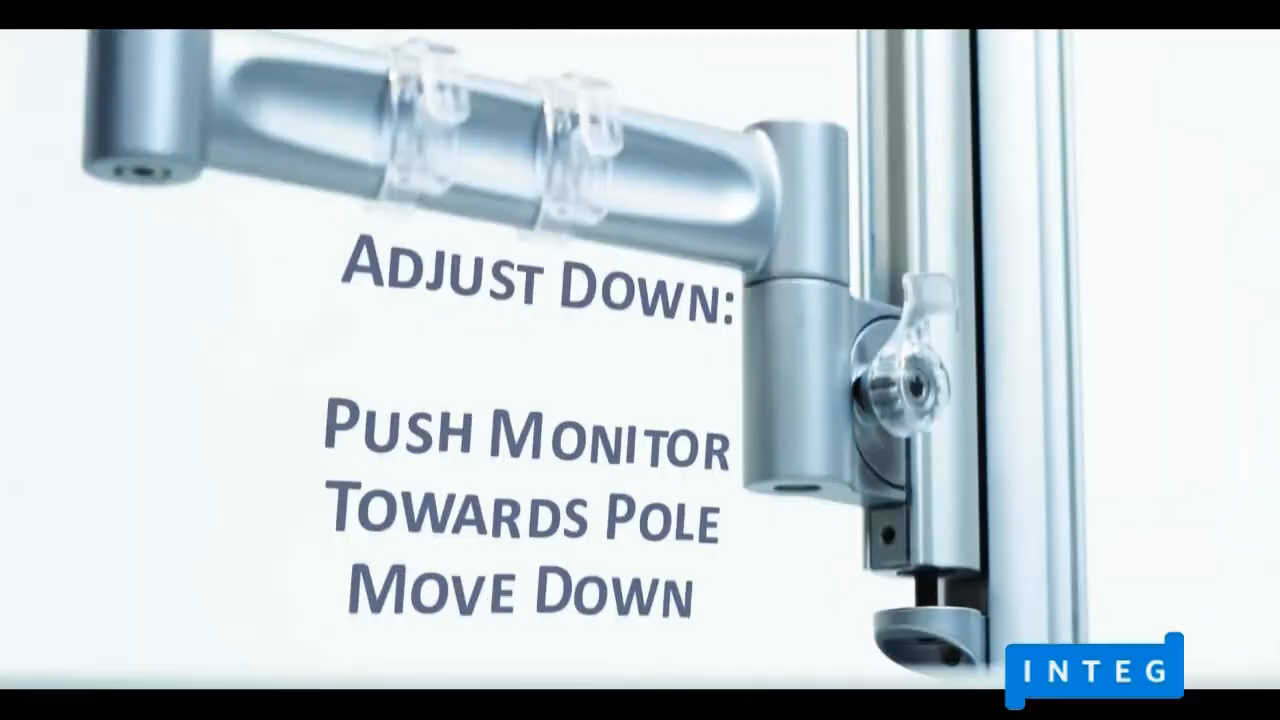 ADJUST DOWN:
PUSH MONITOR
TOWARDS POLE
MOVE DOWN
INTEG